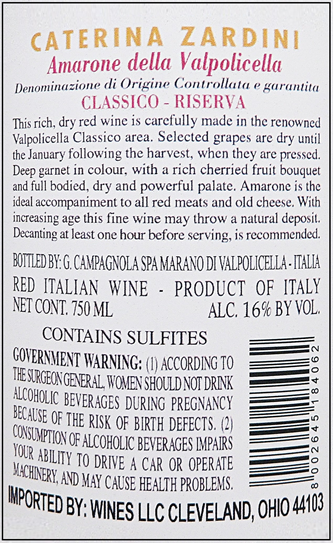 CATERINA ZARDINI
Amarone della Valpolicella
Denominazione di Origine Controllata e garantita
CLASSICO - RISERVA
This rich, dry red wine is carefully made in the renowned
Valpolicella Classico area. Selected grapes are dry until
the January following the harvest, when they are pressed.
Deep garnet in colour, with a rich cherried fruit bouquet
and full bodied, dry and powerful palate. Amarone is the
ideal accompaniment to all red meats and old cheese. With
increasing age this fine wine may throw a natural deposit.
Decanting at least one hour before serving, is recommended.
BOTTLED BY: G. CAMPAGNOLA SPA MARANO DI VALPOLICELLA - ITALIA
RED ITALIAN WINE - PRODUCT OF ITALY
NET CONT. 750 ML ALC. 16% BY VOL.
CONTAINS SULFITES
GOVERNMENT WARNING: (1) ACCORDING TO
THE SURGEON GENERAL, WOMEN SHOULD NOT DRINK
ALCOHOLIC BEVERAGES DURING PREGNANCY
BECAUSE OF THE RISK OF BIRTH DEFECTS. (2)
CONSUMPTION OF ALCOHOLIC BEVERAGES IMPAIRS
YOUR ABILITY TO DRIVE A CAR OR OPERATE
MACHINERY, AND MAY CAUSE HEALTH PROBLEMS.
8 002645 184062
IMPORTED BY: WINES LLC CLEVELAND, OHIO 44103